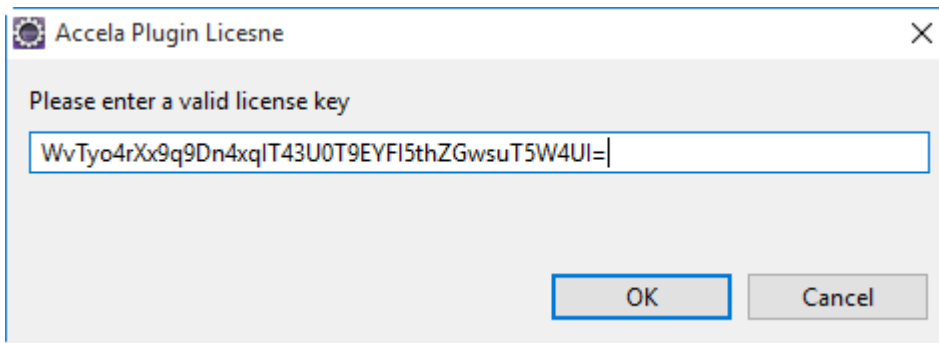 Accela Plugin Licesne
Please enter a valid license key
WvTyo4rXx9q9Dn4xqIT43U0T9EYFI5thZGwsuT5W4UI=
OK
Cancel